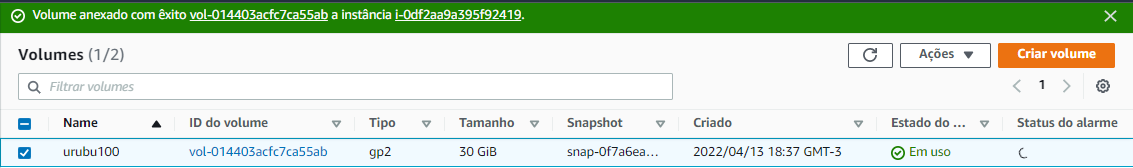 Volume anexado com êxito vol-014403acfc7ca55ab a instância i-0df2aa9a395f92419.
Volumes (1/2) Ações Criar volume
Filtrar volumes 1
Name ID do volume Tipo Tamanho Snapshot Criado Estado do ... Status do alarme
urubu100 vol-014403acfc7ca55ab gp2 30 GiB snap-0f7a6ea... 2022/04/13 18:37 GMT-3 Em uso